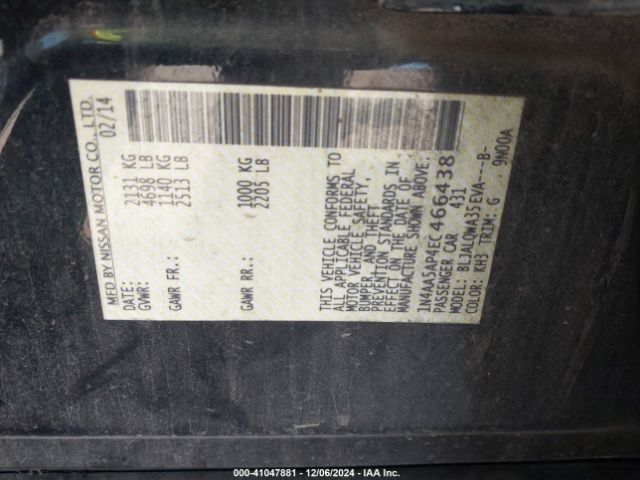 MFD BY NISSAN MOTOR CO., LTD.
DATE: 02/14
GVWR: 2131 KG
4698 LB
GAWR FR.: 1140 KG
2513 LB
GAWR RR.: 1000 KG
2205 LB
THIS VEHICLE CONFORMS TO
ALL APPLICABLE FEDERAL
MOTOR VEHICLE SAFETY,
BUMPER, AND THEFT
PREVENTION STANDARDS IN
EFFECT ON THE DATE OF
MANUFACTURE SHOWN ABOVE:
1N4AA5AP4EC466438
PASSENGER CAR 431
MODEL: BLJALOWA35EVA---B-
COLOR: KH3 TRIM: G 9N00A
000-41047881 - 12/06/2024 - IAA Inc.